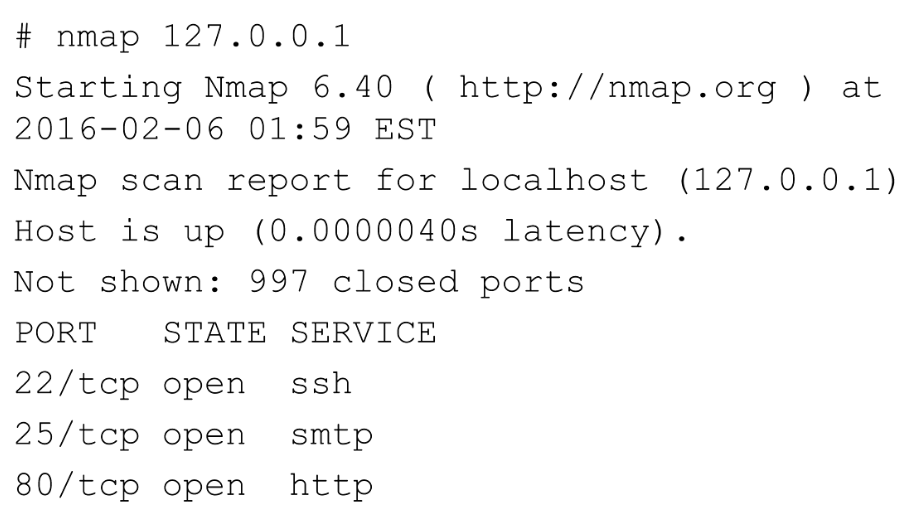 # nmap 127.0.0.1
Starting Nmap 6.40 ( http://nmap.org ) at
2016-02-06 01:59 EST
Nmap scan report for localhost (127.0.0.1)
Host is up (0.0000040s latency).
Not shown: 997 closed ports
PORT   STATE SERVICE
22/tcp open  ssh
25/tcp open  smtp
80/tcp open  http